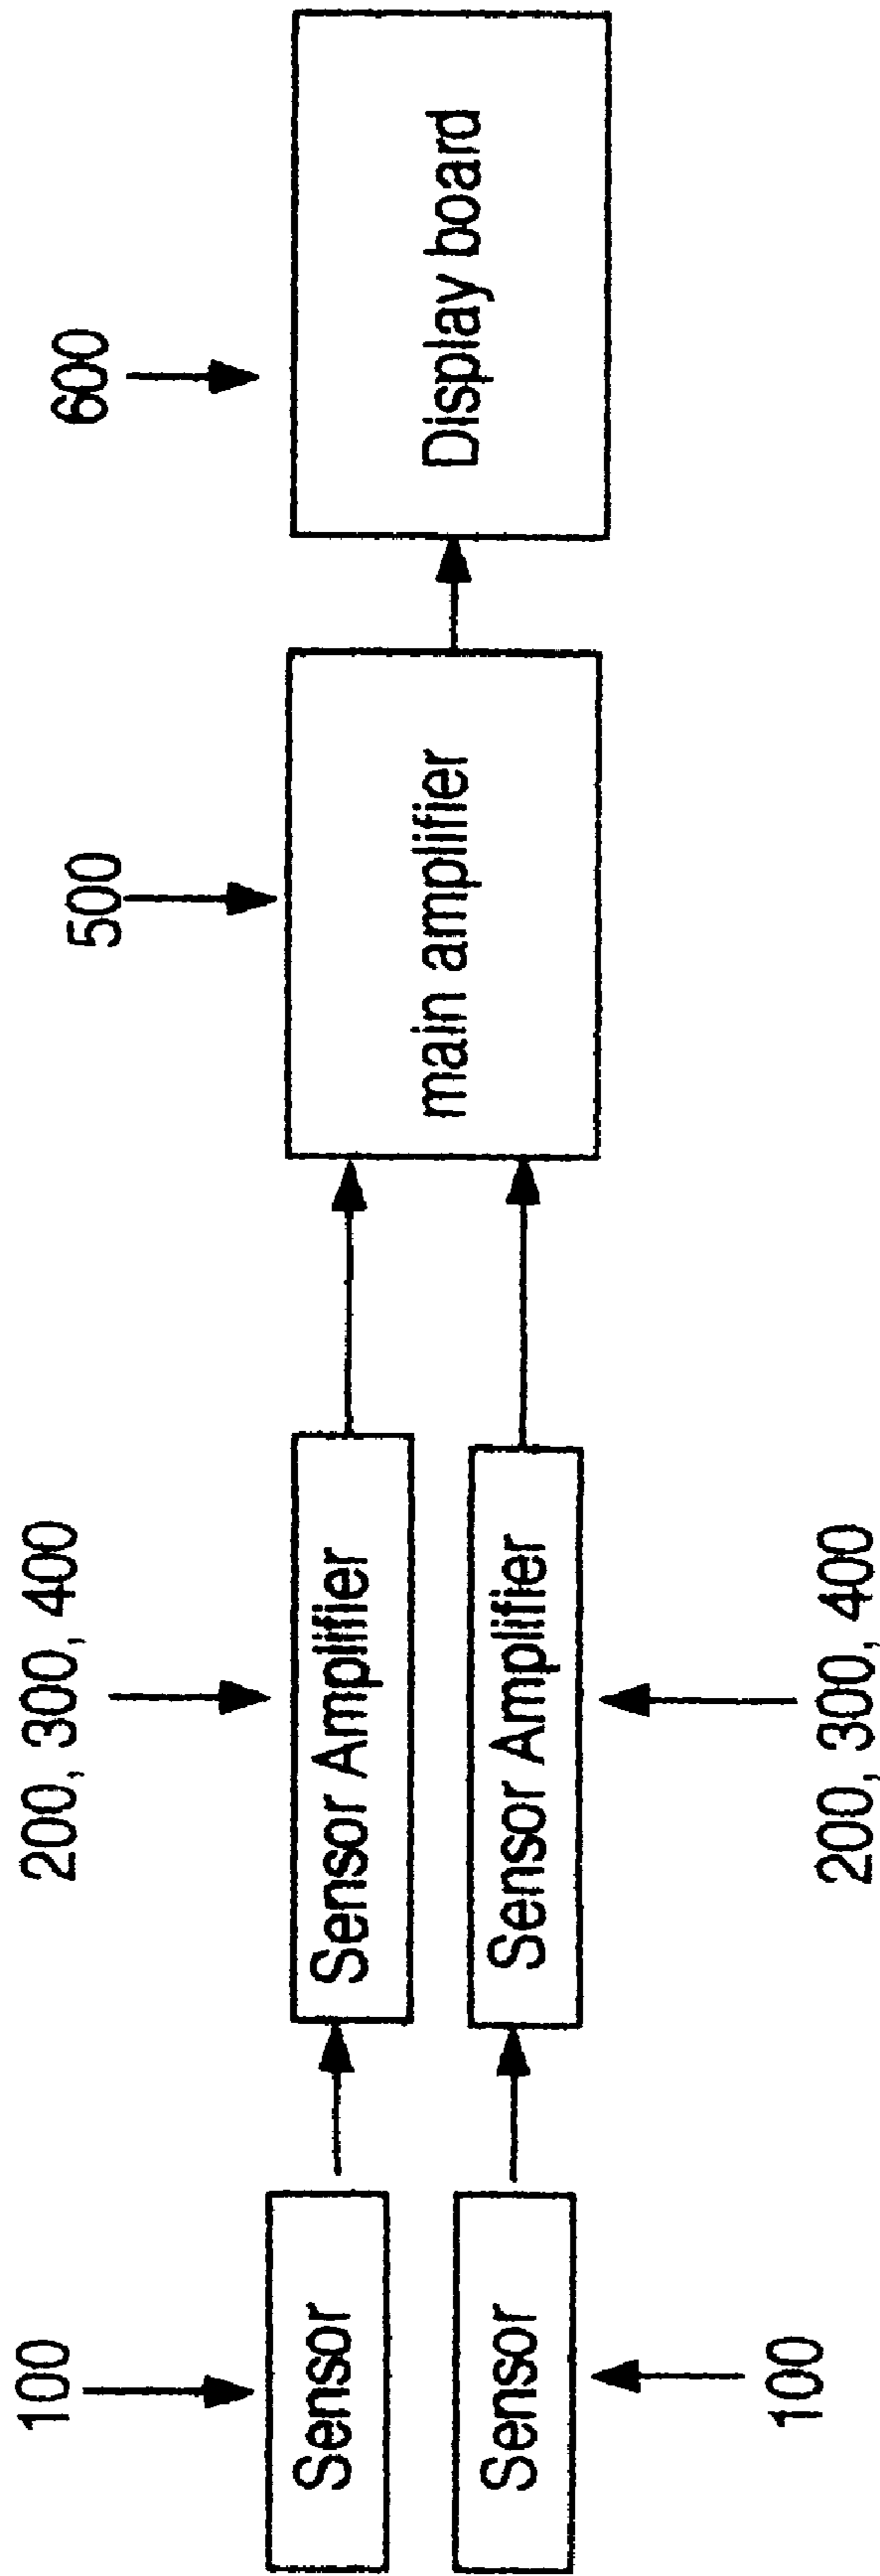 100
200, 300, 400
500
600
Sensor
Sensor Amplifier
main amplifier
Display board
Sensor
Sensor Amplifier
100
200, 300, 400